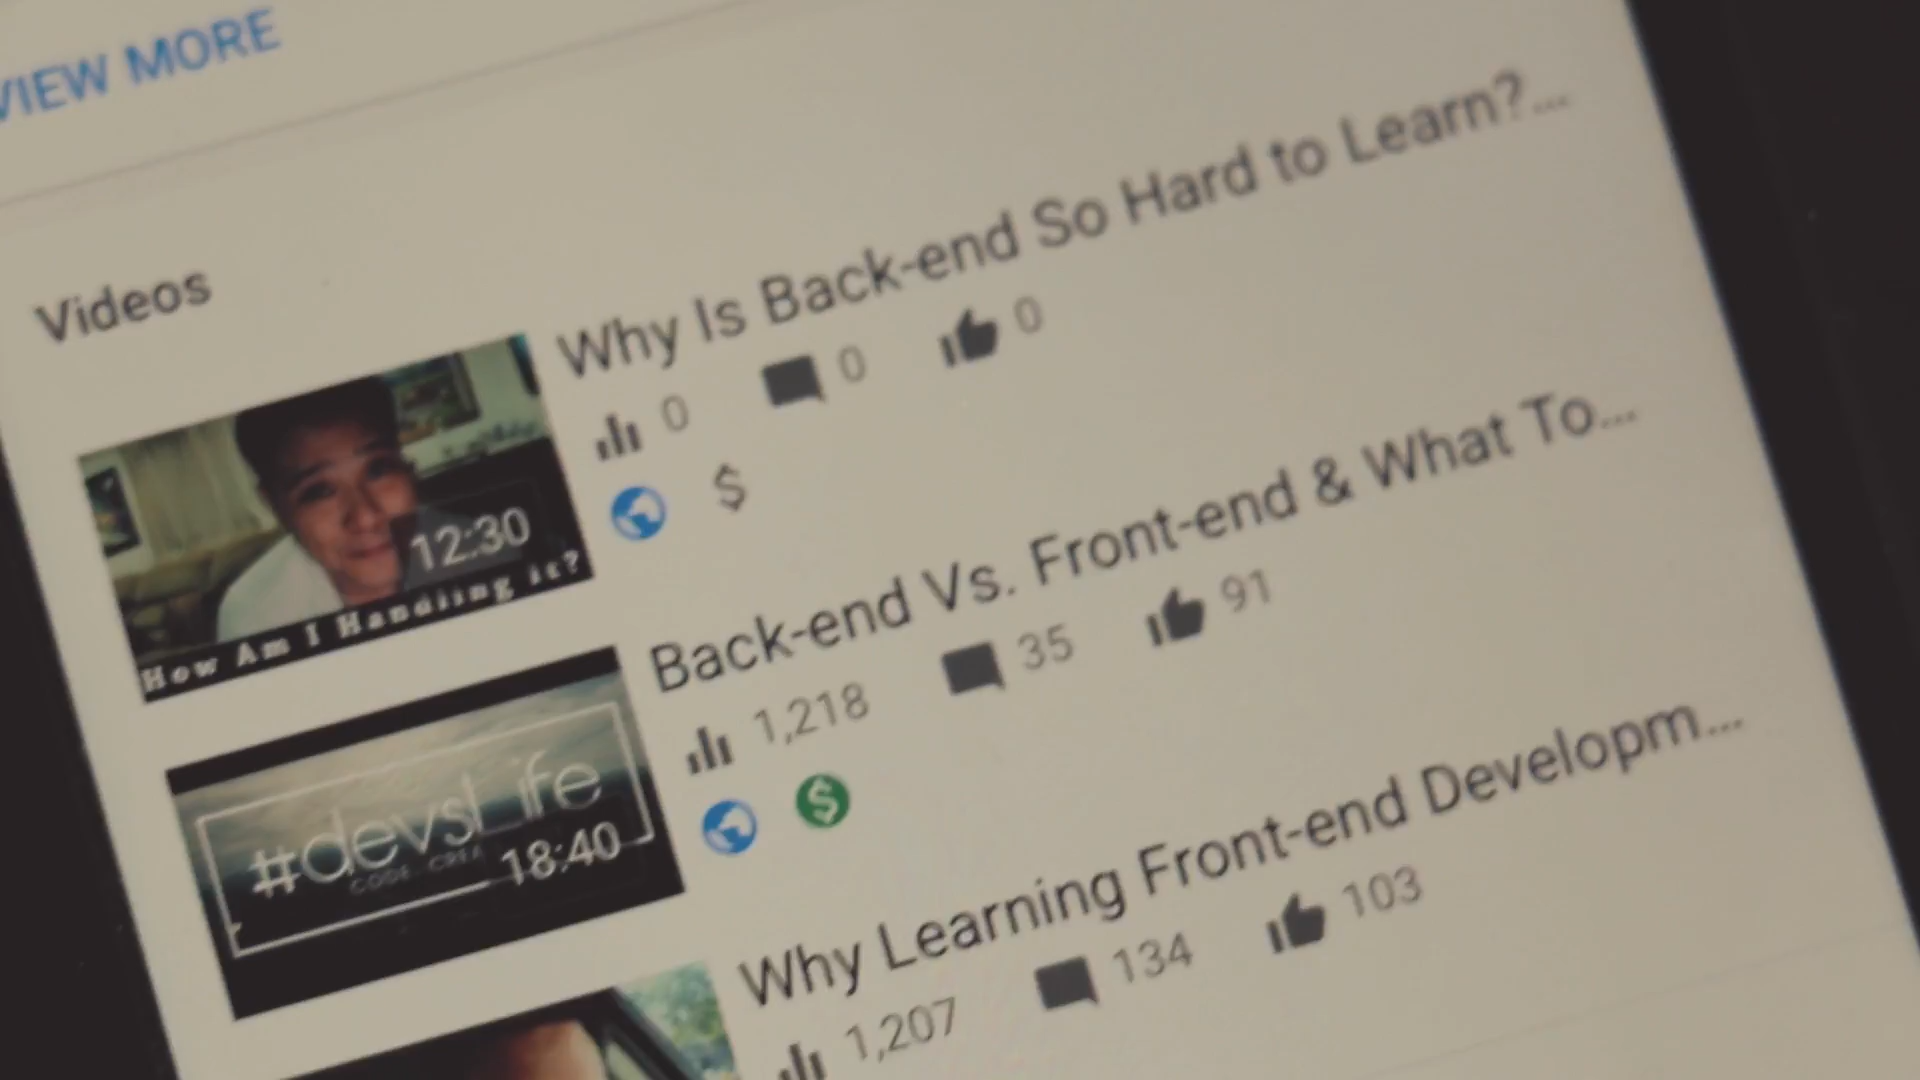 VIEW MORE
Videos
Why Is Back-end So Hard to Learn?...
0 0 0
$
12:30
How Am I Handling it?
Back-end Vs. Front-end & What To...
1,218 35 91
$
#devsLife
CODE. CREA
18:40
Why Learning Front-end Developm...
1,207 134 103